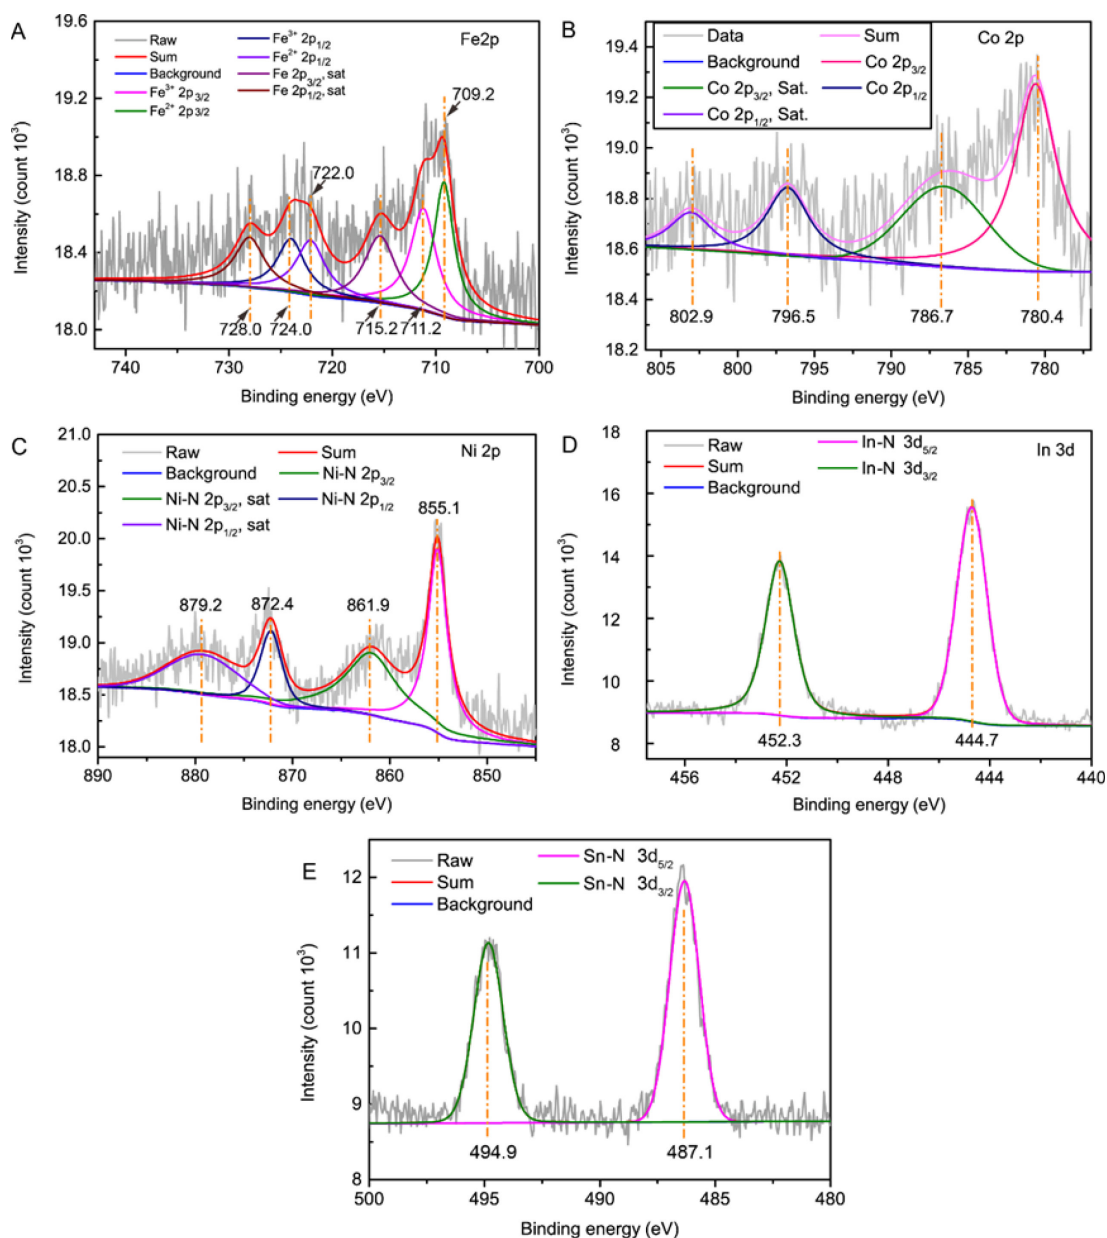 A
Fe2p
Raw
Sum
Background
Fe³⁺ 2p₃/₂
Fe²⁺ 2p₃/₂
Fe³⁺ 2p₁/₂
Fe²⁺ 2p₁/₂
Fe 2p₃/₂, sat
Fe 2p₁/₂, sat
709.2
722.0
728.0
724.0
715.2
711.2
19.6
19.2
18.8
18.4
18.0
Intensity (count 10³)
740 730 720 710 700
Binding energy (eV)
B
Co 2p
Data
Background
Co 2p₃/₂, Sat.
Co 2p₁/₂, Sat.
Sum
Co 2p₃/₂
Co 2p₁/₂
802.9 796.5 786.7 780.4
19.4
19.2
19.0
18.8
18.6
18.4
18.2
Intensity (count 10³)
805 800 795 790 785 780
Binding energy (eV)
C
Ni 2p
Raw
Background
Ni-N 2p₃/₂, sat
Ni-N 2p₁/₂, sat
Sum
Ni-N 2p₃/₂
Ni-N 2p₁/₂
855.1
879.2 872.4 861.9
21.0
20.5
20.0
19.5
19.0
18.5
18.0
Intensity (count 10³)
890 880 870 860 850
Binding energy (eV)
D
In 3d
Raw
Sum
Background
In-N 3d₅/₂
In-N 3d₃/₂
452.3 444.7
18
16
14
12
10
8
Intensity (count 10³)
456 452 448 444 440
Binding energy (eV)
E
Raw
Sum
Background
Sn-N 3d₅/₂
Sn-N 3d₃/₂
494.9 487.1
12
11
10
9
8
Intensity (count 10³)
500 495 490 485 480
Binding energy (eV)